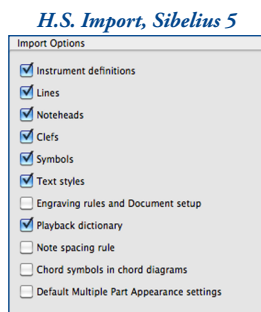 H.S. Import, Sibelius 5
Import Options
Instrument definitions
Lines
Noteheads
Clefs
Symbols
Text styles
Engraving rules and Document setup
Playback dictionary
Note spacing rule
Chord symbols in chord diagrams
Default Multiple Part Appearance settings